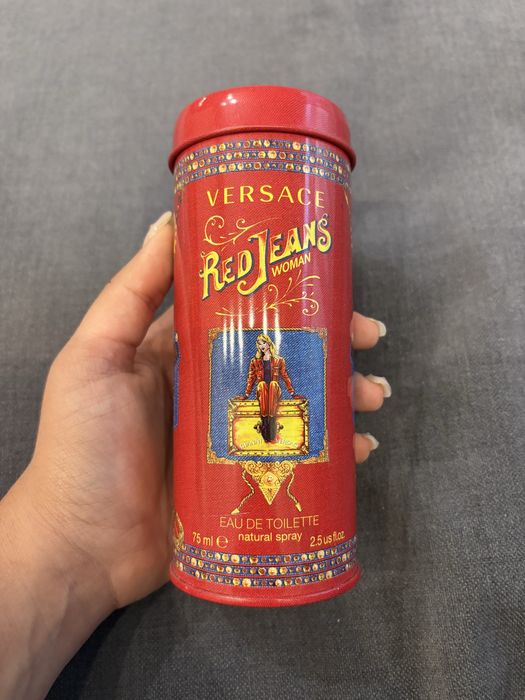 VERSACE
RED JEANS
WOMAN
EAU DE TOILETTE
75 ml ℮ natural spray 2.5 us fl.oz.